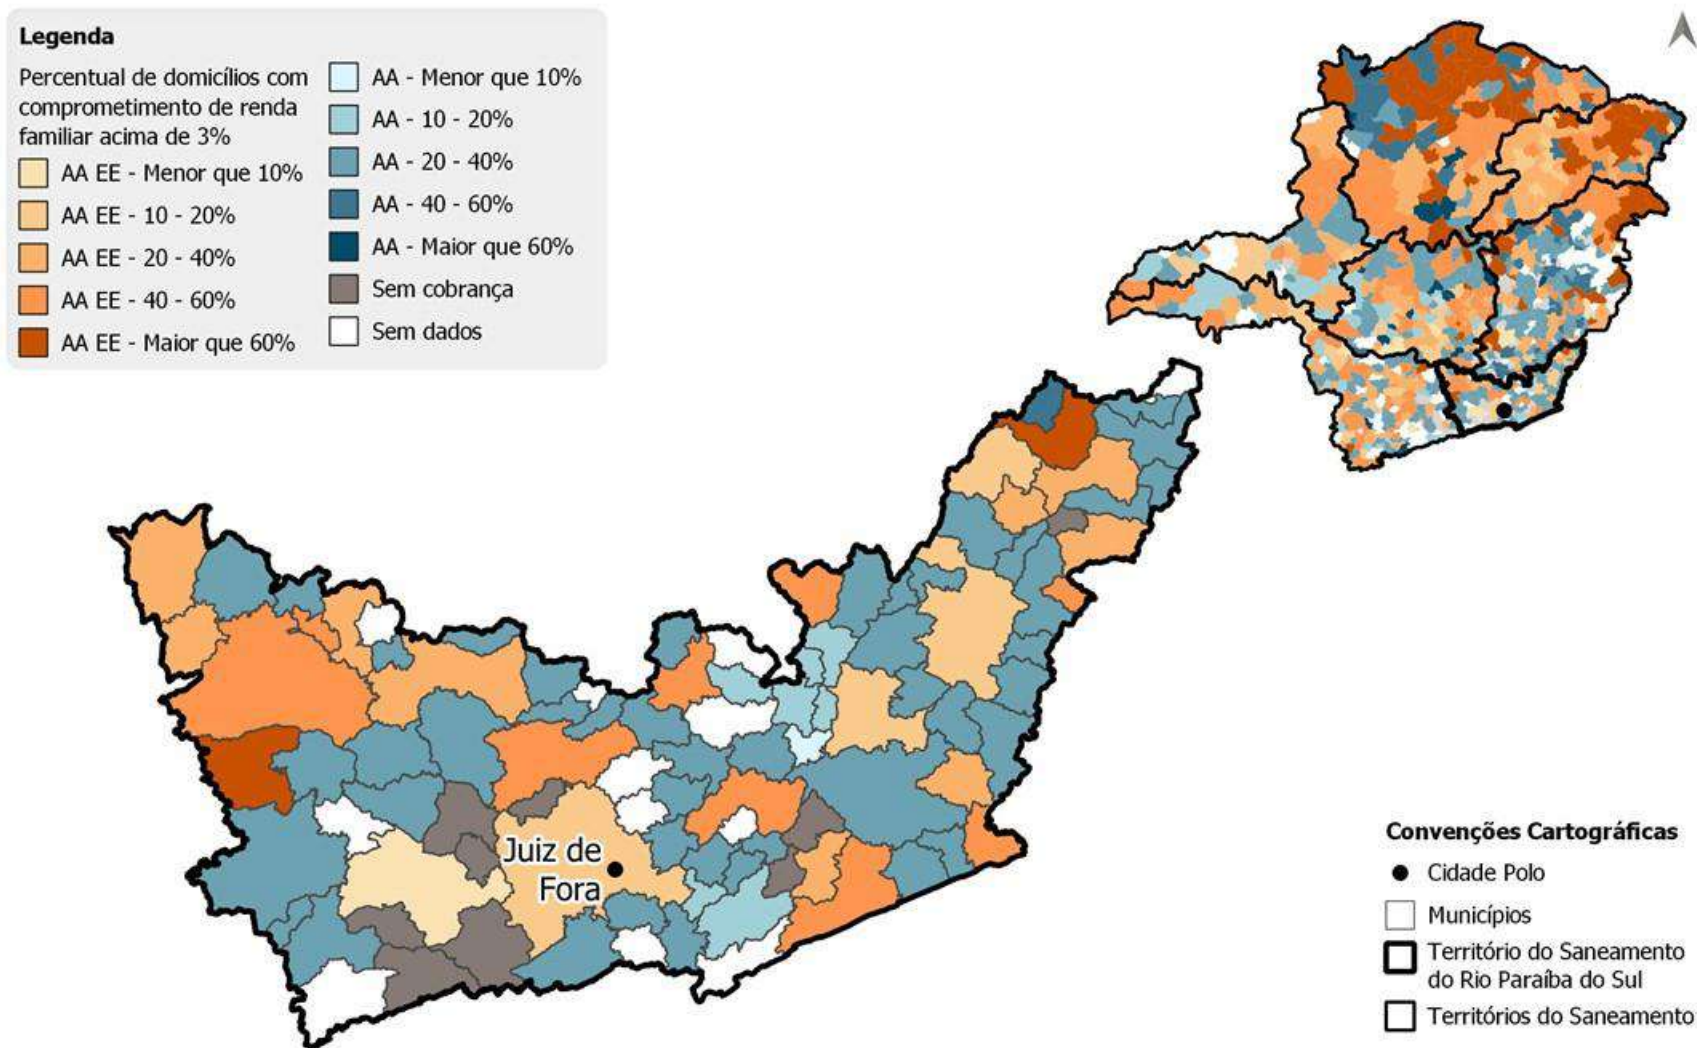 Legenda
Percentual de domicílios com
comprometimento de renda
familiar acima de 3%
AA EE - Menor que 10%
AA EE - 10 - 20%
AA EE - 20 - 40%
AA EE - 40 - 60%
AA EE - Maior que 60%
AA - Menor que 10%
AA - 10 - 20%
AA - 20 - 40%
AA - 40 - 60%
AA - Maior que 60%
Sem cobrança
Sem dados
Juiz de
Fora
Convenções Cartográficas
Cidade Polo
Municípios
Território do Saneamento
do Rio Paraíba do Sul
Territórios do Saneamento